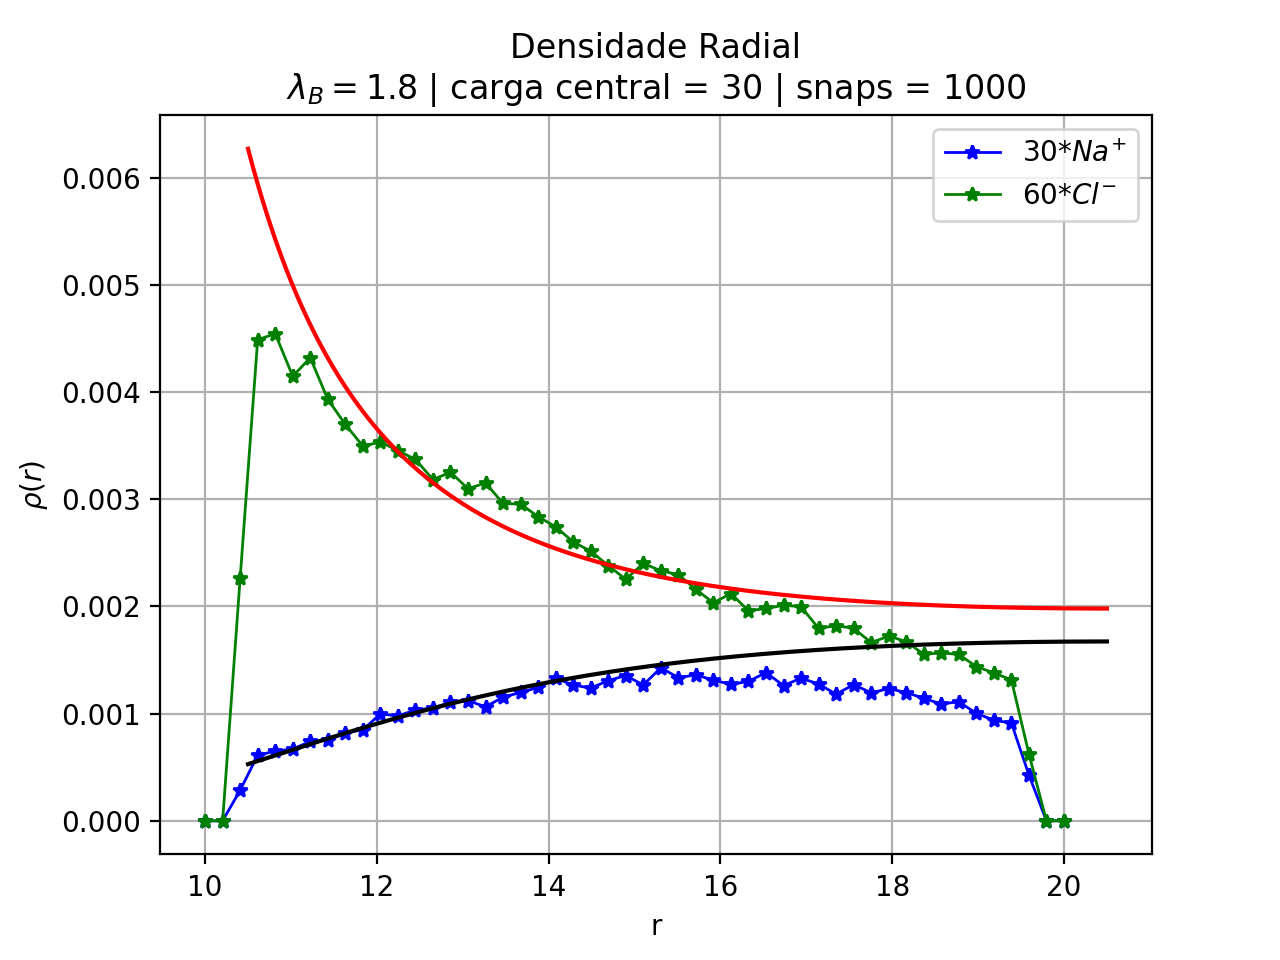 Densidade Radial
λ_B = 1.8 | carga central = 30 | snaps = 1000
30*Na⁺
60*Cl⁻
0.006
0.005
0.004
0.003
0.002
0.001
0.000
ρ(r)
10 12 14 16 18 20
r